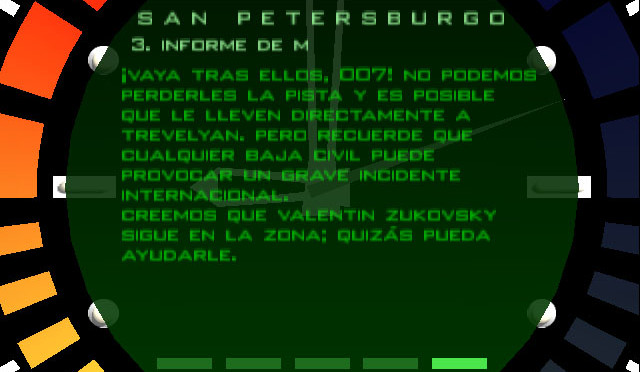 SAN PETERSBURGO
3. INFORME DE M
¡VAYA TRAS ELLOS, 007! NO PODEMOS
PERDERLES LA PISTA Y ES POSIBLE
QUE LE LLEVEN DIRECTAMENTE A
TREVELYAN. PERO RECUERDE QUE
CUALQUIER BAJA CIVIL PUEDE
PROVOCAR UN GRAVE INCIDENTE
INTERNACIONAL.
CREEMOS QUE VALENTIN ZUKOVSKY
SIGUE EN LA ZONA; QUIZÁS PUEDA
AYUDARLE.